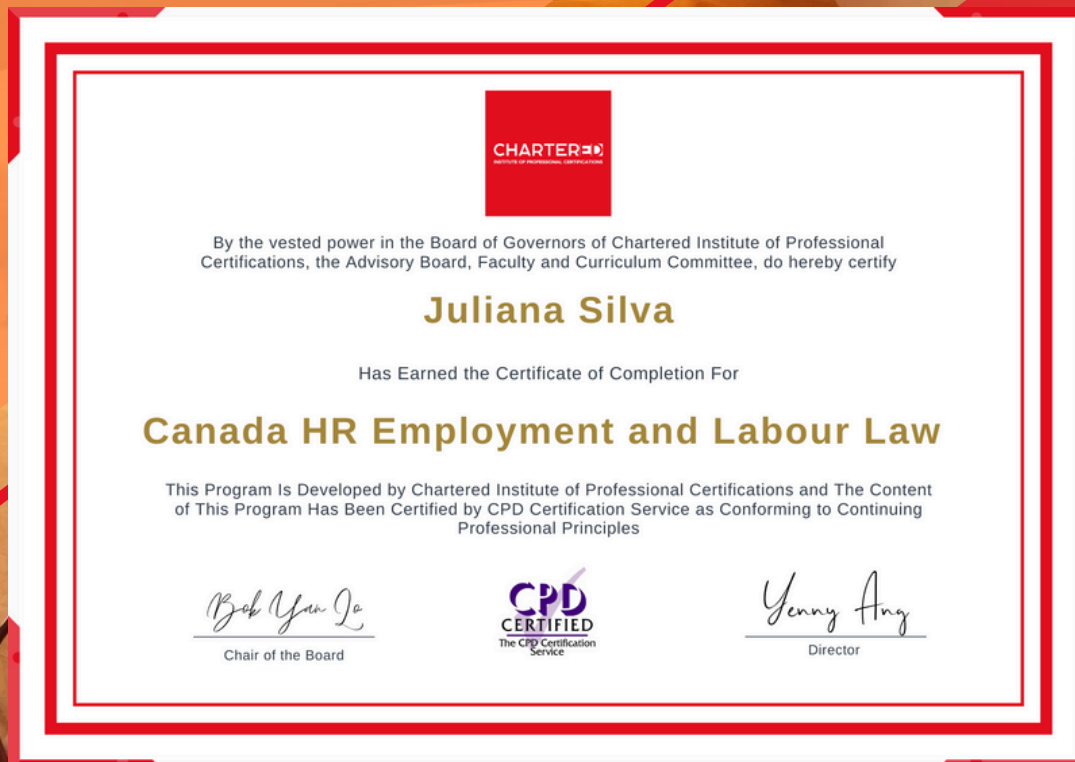 CHARTERED
INSTITUTE OF PROFESSIONAL CERTIFICATIONS
By the vested power in the Board of Governors of Chartered Institute of Professional
Certifications, the Advisory Board, Faculty and Curriculum Committee, do hereby certify
Juliana Silva
Has Earned the Certificate of Completion For
Canada HR Employment and Labour Law
This Program Is Developed by Chartered Institute of Professional Certifications and The Content
of This Program Has Been Certified by CPD Certification Service as Conforming to Continuing
Professional Principles
Bok Yan Lo
Chair of the Board
CPD
CERTIFIED
The CPD Certification
Service
Yenny Ang
Director